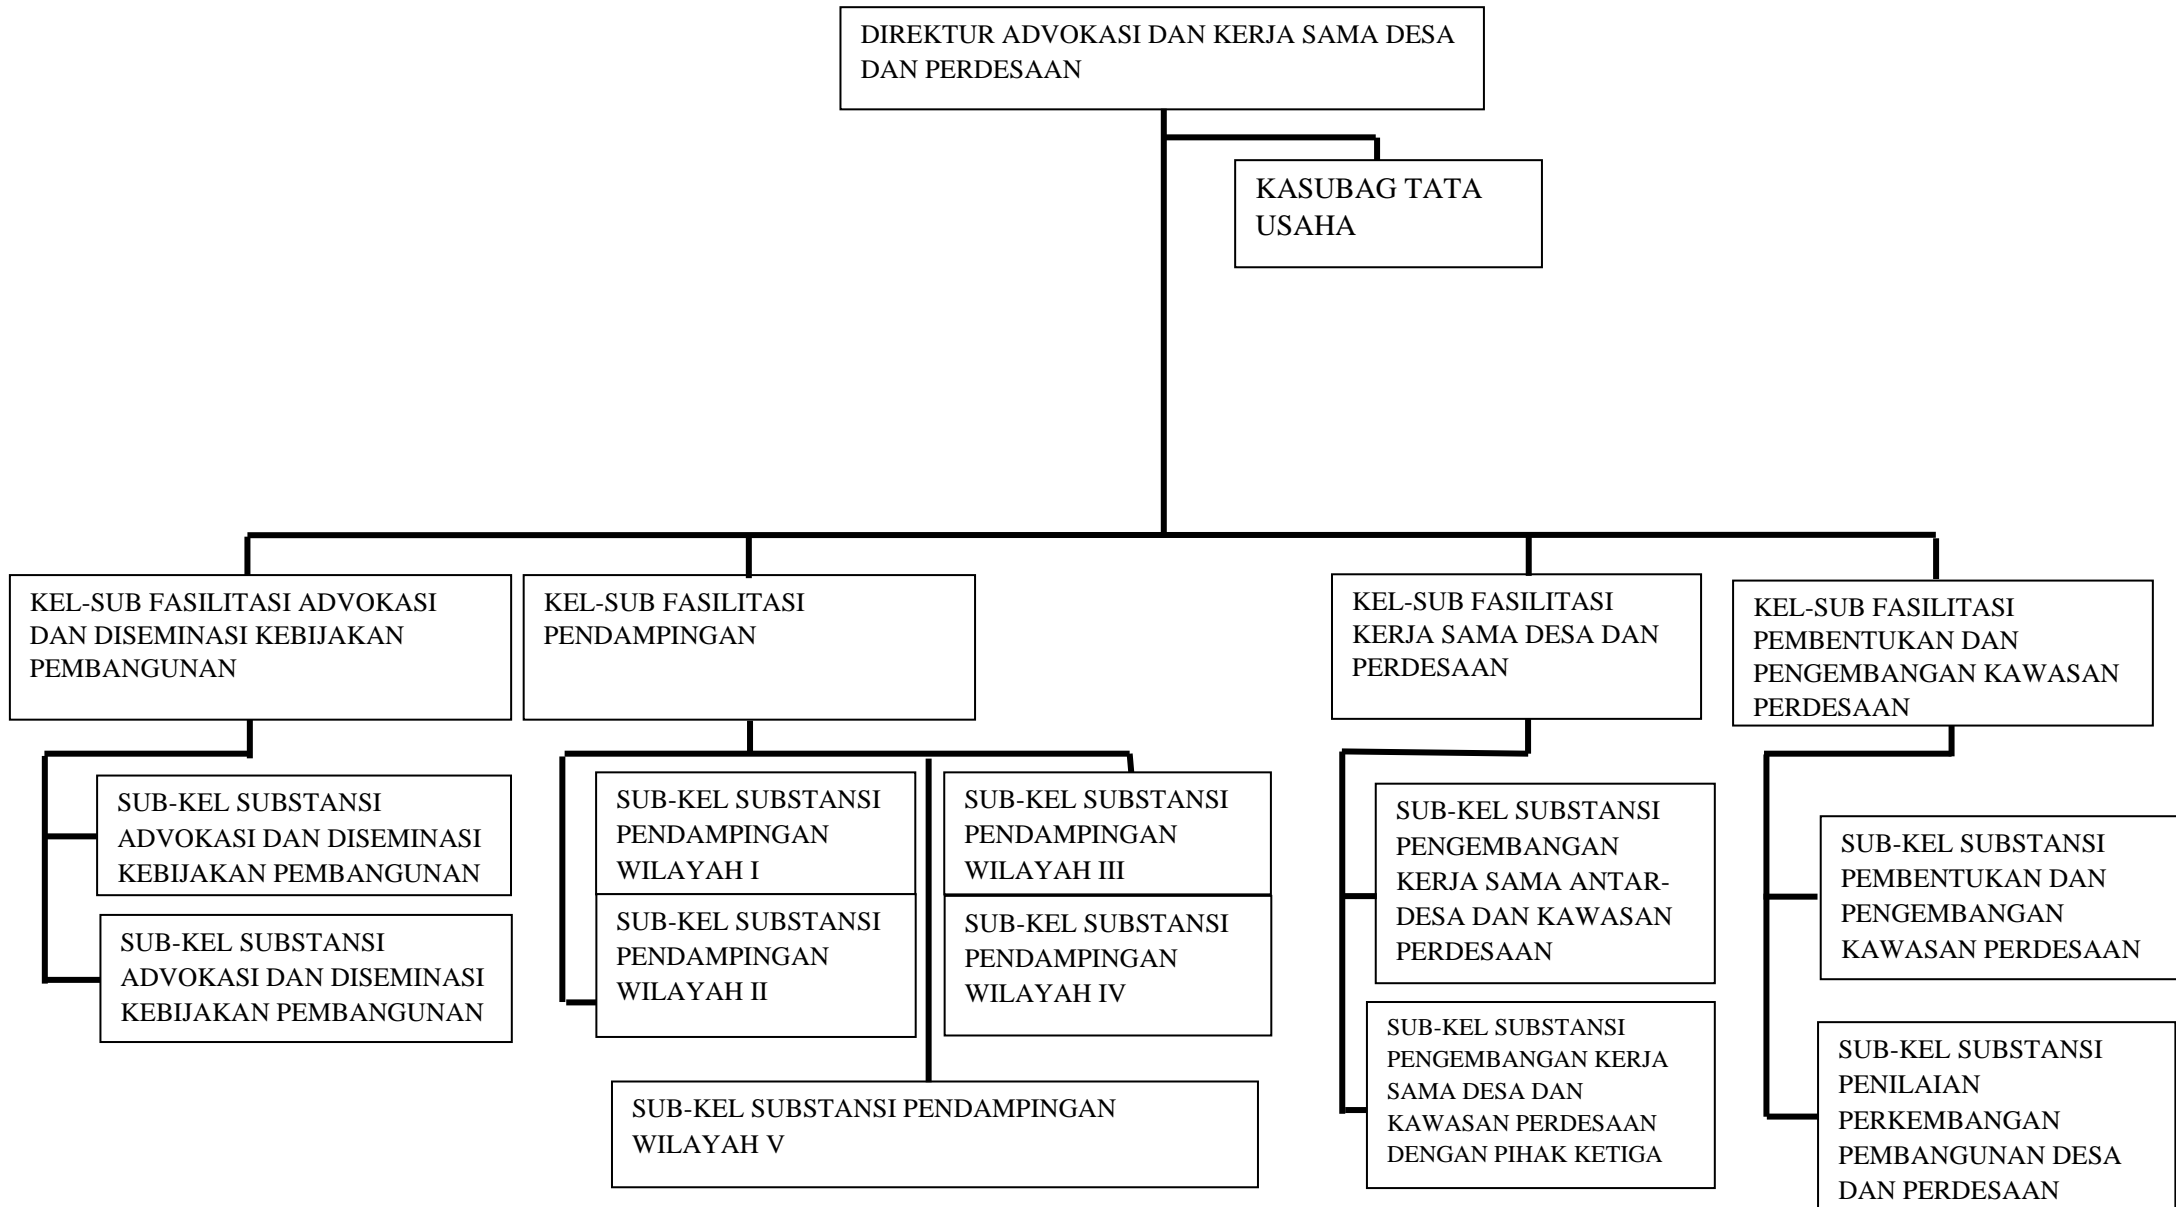 DIREKTUR ADVOKASI DAN KERJA SAMA DESA
DAN PERDESAAN
KASUBAG TATA
USAHA
KEL-SUB FASILITASI ADVOKASI
DAN DISEMINASI KEBIJAKAN
PEMBANGUNAN
KEL-SUB FASILITASI
PENDAMPINGAN
KEL-SUB FASILITASI
KERJA SAMA DESA DAN
PERDESAAN
KEL-SUB FASILITASI
PEMBENTUKAN DAN
PENGEMBANGAN KAWASAN
PERDESAAN
SUB-KEL SUBSTANSI
ADVOKASI DAN DISEMINASI
KEBIJAKAN PEMBANGUNAN
SUB-KEL SUBSTANSI
ADVOKASI DAN DISEMINASI
KEBIJAKAN PEMBANGUNAN
SUB-KEL SUBSTANSI
PENDAMPINGAN
WILAYAH I
SUB-KEL SUBSTANSI
PENDAMPINGAN
WILAYAH II
SUB-KEL SUBSTANSI
PENDAMPINGAN
WILAYAH III
SUB-KEL SUBSTANSI
PENDAMPINGAN
WILAYAH IV
SUB-KEL SUBSTANSI PENDAMPINGAN
WILAYAH V
SUB-KEL SUBSTANSI
PENGEMBANGAN
KERJA SAMA ANTAR-
DESA DAN KAWASAN
PERDESAAN
SUB-KEL SUBSTANSI
PENGEMBANGAN KERJA
SAMA DESA DAN
KAWASAN PERDESAAN
DENGAN PIHAK KETIGA
SUB-KEL SUBSTANSI
PEMBENTUKAN DAN
PENGEMBANGAN
KAWASAN PERDESAAN
SUB-KEL SUBSTANSI
PENILAIAN
PERKEMBANGAN
PEMBANGUNAN DESA
DAN PERDESAAN